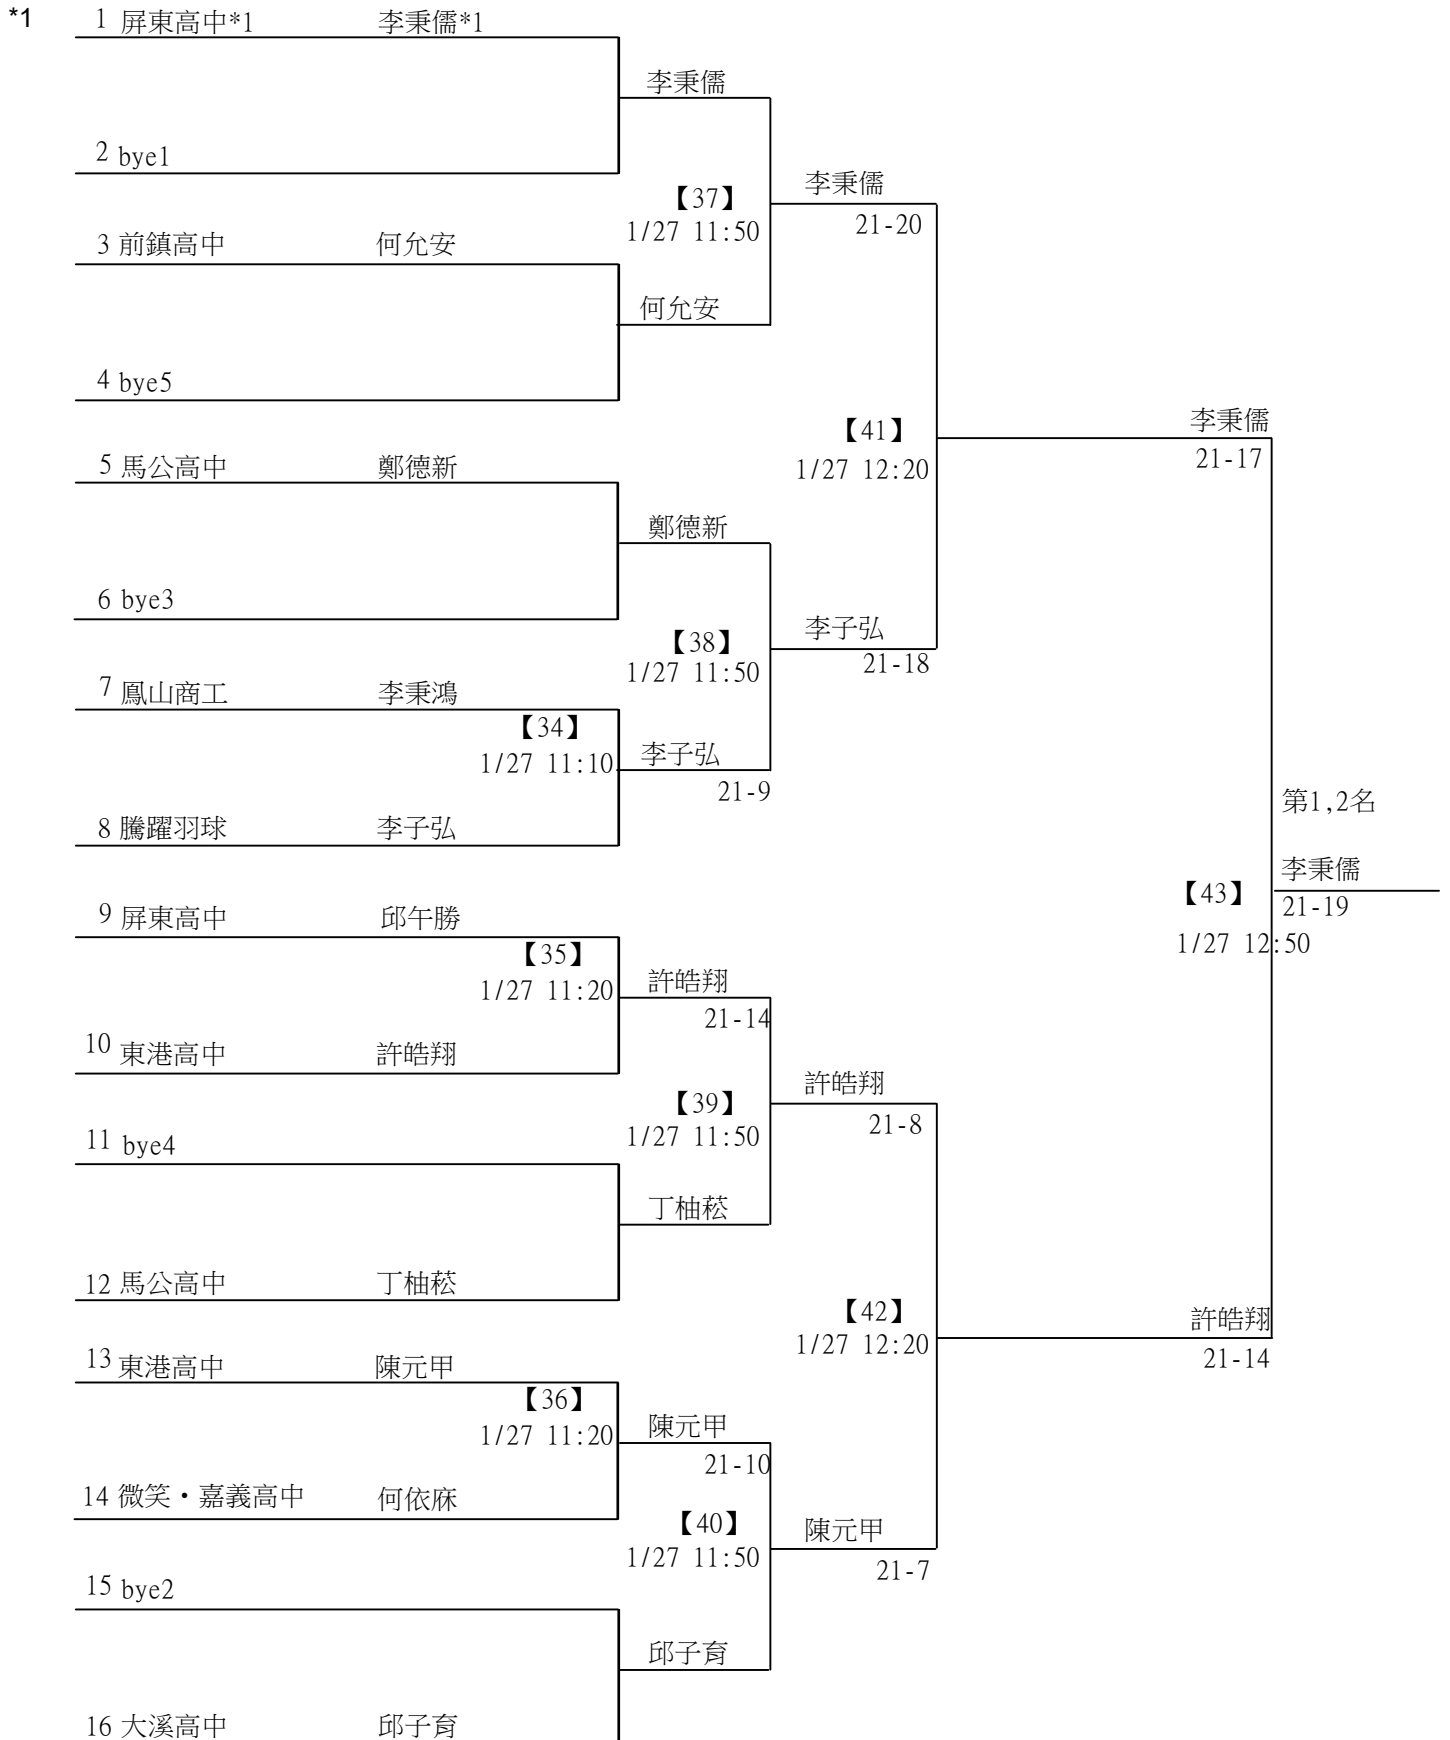 *1
1 屏東高中*1 李秉儒*1
李秉儒
2 bye1
李秉儒
【37】
21-20
1/27 11:50
3 前鎮高中 何允安
何允安
4 bye5
李秉儒
【41】
21-17
1/27 12:20
5 馬公高中 鄭德新
鄭德新
6 bye3
李子弘
【38】
21-18
1/27 11:50
7 鳳山商工 李秉鴻
【34】
李子弘
1/27 11:10
21-9
第1,2名
8 騰躍羽球 李子弘
李秉儒
【43】
21-19
9 屏東高中 邱午勝
1/27 12:50
【35】
許皓翔
1/27 11:20
21-14
10 東港高中 許皓翔
許皓翔
【39】
21-8
1/27 11:50
11 bye4
丁柚菘
12 馬公高中 丁柚菘
【42】
許皓翔
1/27 12:20
21-14
13 東港高中 陳元甲
【36】
陳元甲
1/27 11:20
21-10
14 微笑・嘉義高中 何依庥
【40】
陳元甲
1/27 11:50
21-7
15 bye2
邱子育
16 大溪高中 邱子育